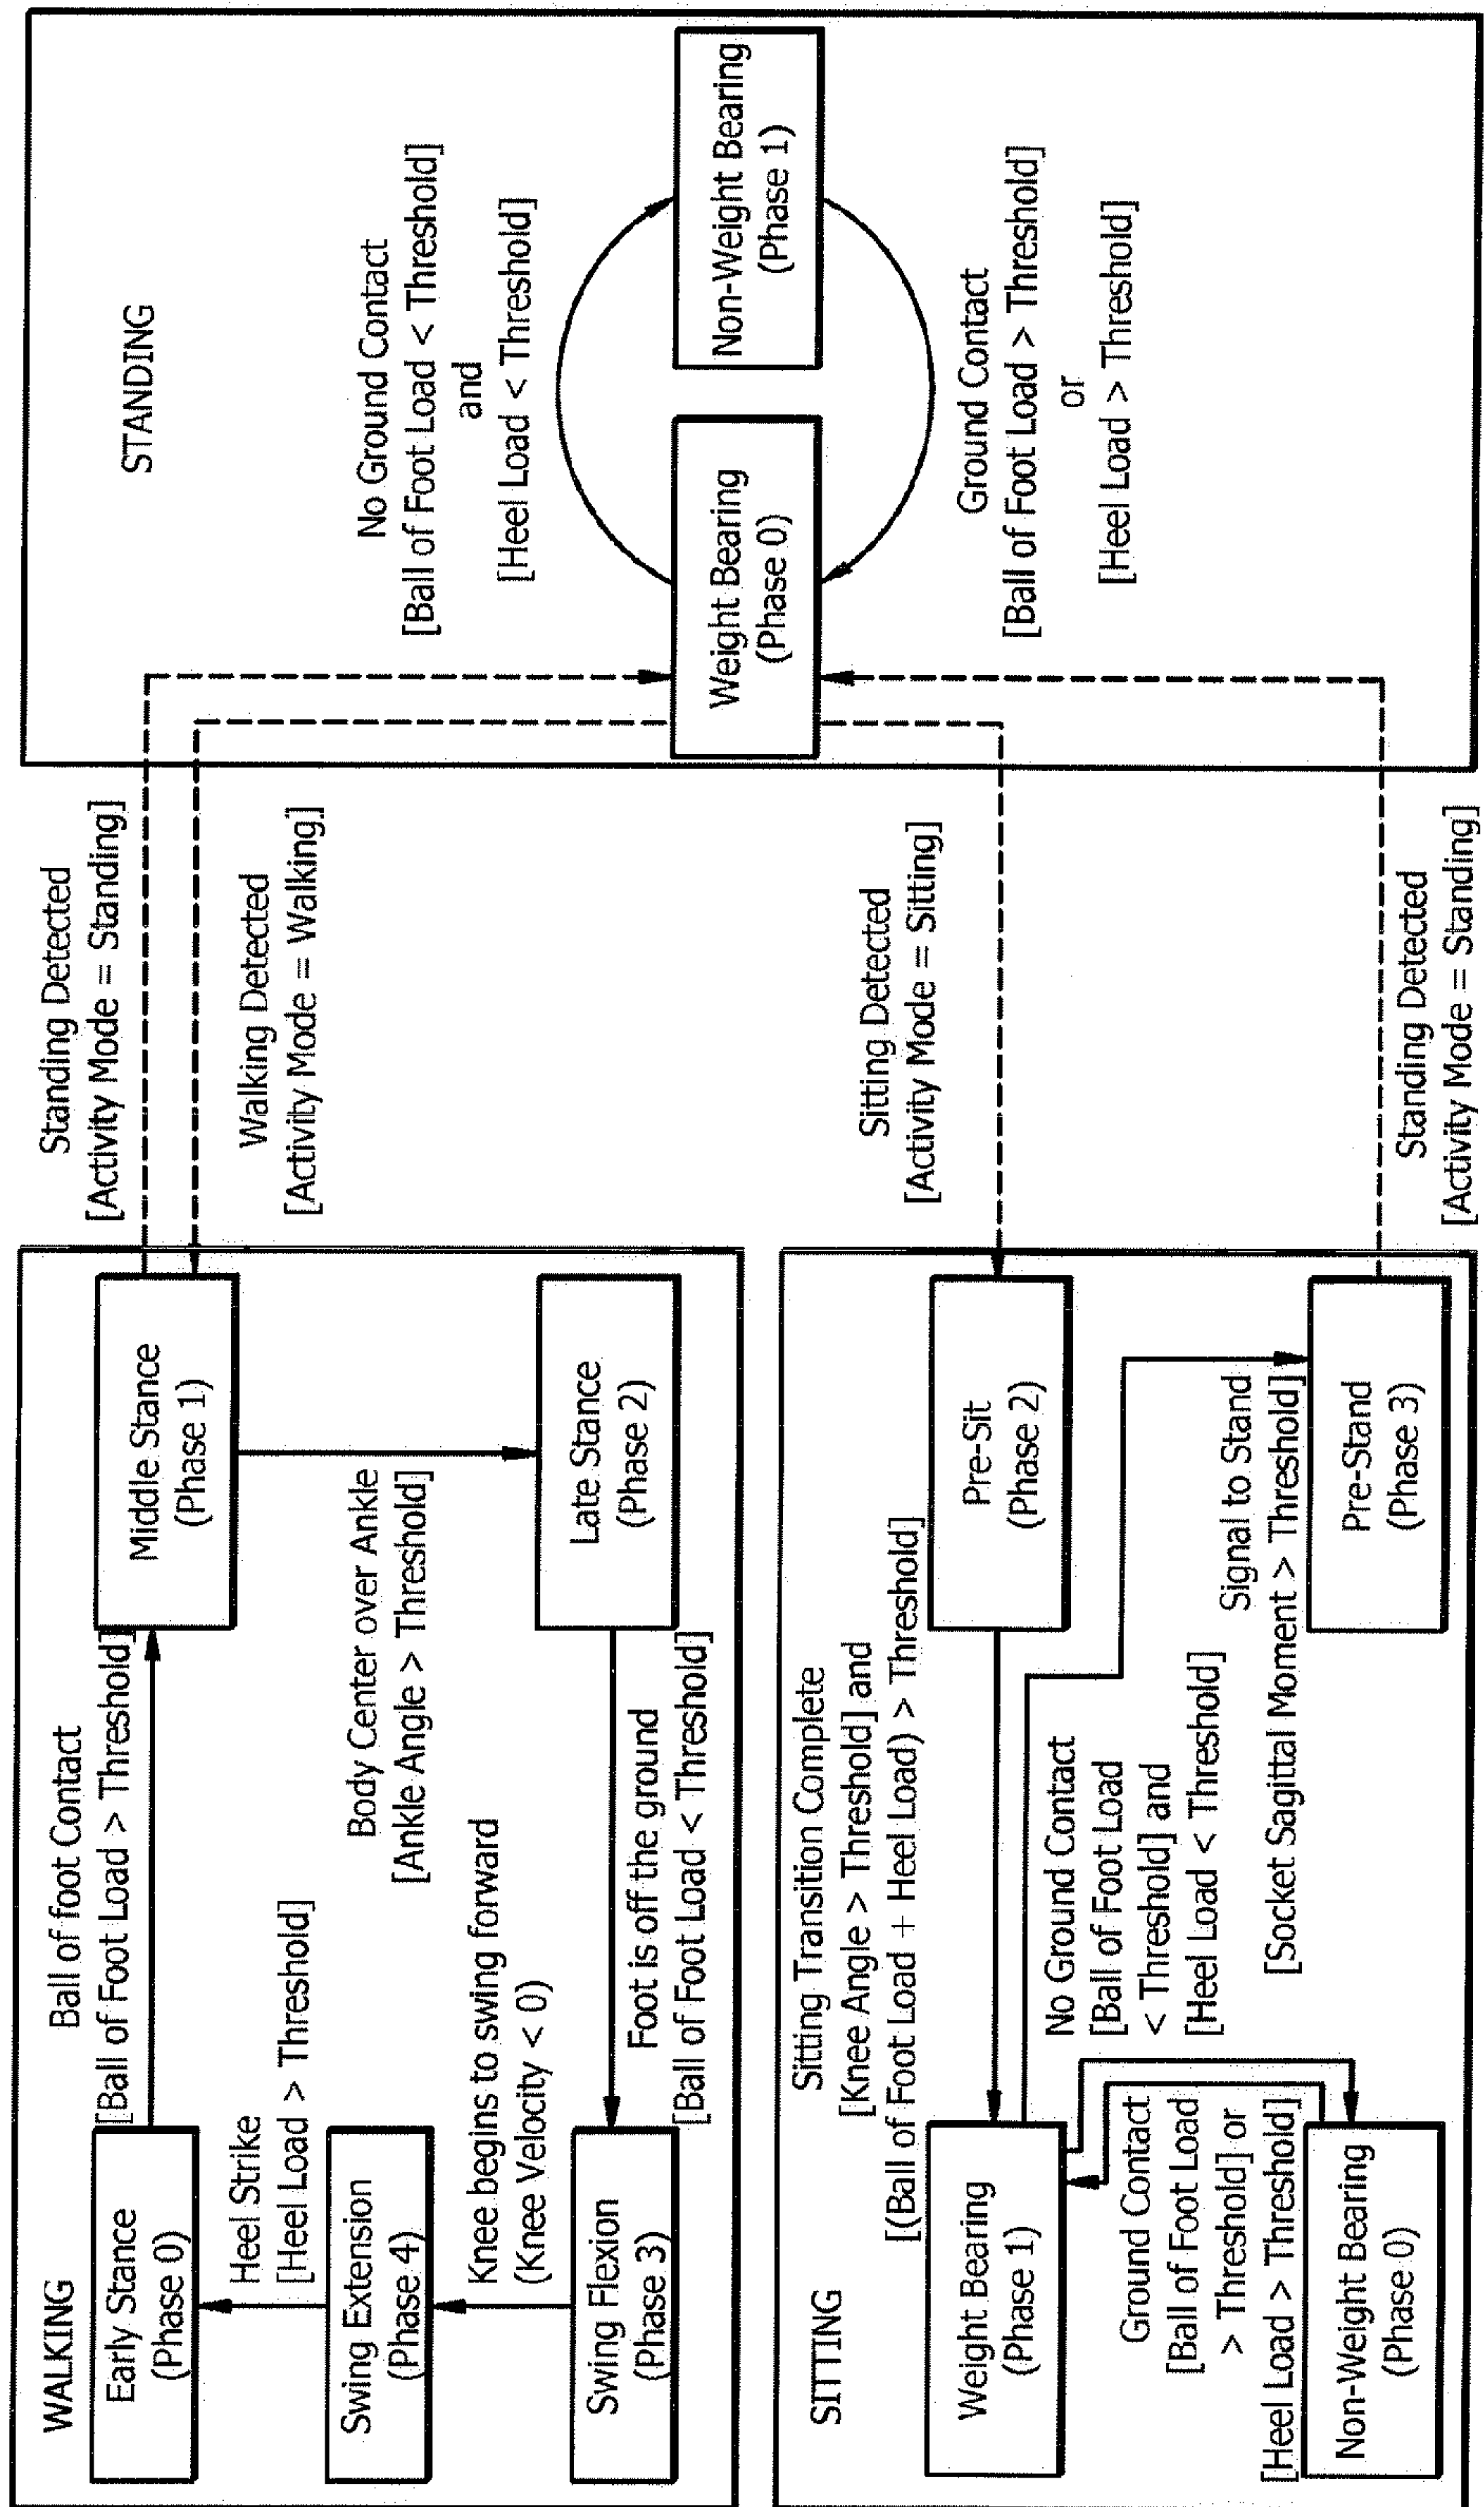 WALKING
Early Stance
(Phase 0)
Ball of foot Contact
[Ball of Foot Load > Threshold]
Middle Stance
(Phase 1)
Heel Strike
[Heel Load > Threshold]
Swing Extension
(Phase 4)
Body Center over Ankle
[Ankle Angle > Threshold]
Knee begins to swing forward
(Knee Velocity < 0)
Late Stance
(Phase 2)
Swing Flexion
(Phase 3)
Foot is off the ground
[Ball of Foot Load < Threshold]
Standing Detected
[Activity Mode = Standing]
Walking Detected
[Activity Mode = Walking]
SITTING
Sitting Transition Complete
[Knee Angle > Threshold] and
[(Ball of Foot Load + Heel Load) > Threshold]
Weight Bearing
(Phase 1)
Pre-Sit
(Phase 2)
No Ground Contact
[Ball of Foot Load
< Threshold] and
[Heel Load < Threshold]
Ground Contact
[Ball of Foot Load
> Threshold] or
[Heel Load > Threshold]
Signal to Stand
[Socket Sagittal Moment > Threshold]
Non-Weight Bearing
(Phase 0)
Pre-Stand
(Phase 3)
Sitting Detected
[Activity Mode = Sitting]
Standing Detected
[Activity Mode = Standing]
STANDING
No Ground Contact
[Ball of Foot Load < Threshold]
and
[Heel Load < Threshold]
Weight Bearing
(Phase 0)
Non-Weight Bearing
(Phase 1)
Ground Contact
[Ball of Foot Load > Threshold]
or
[Heel Load > Threshold]